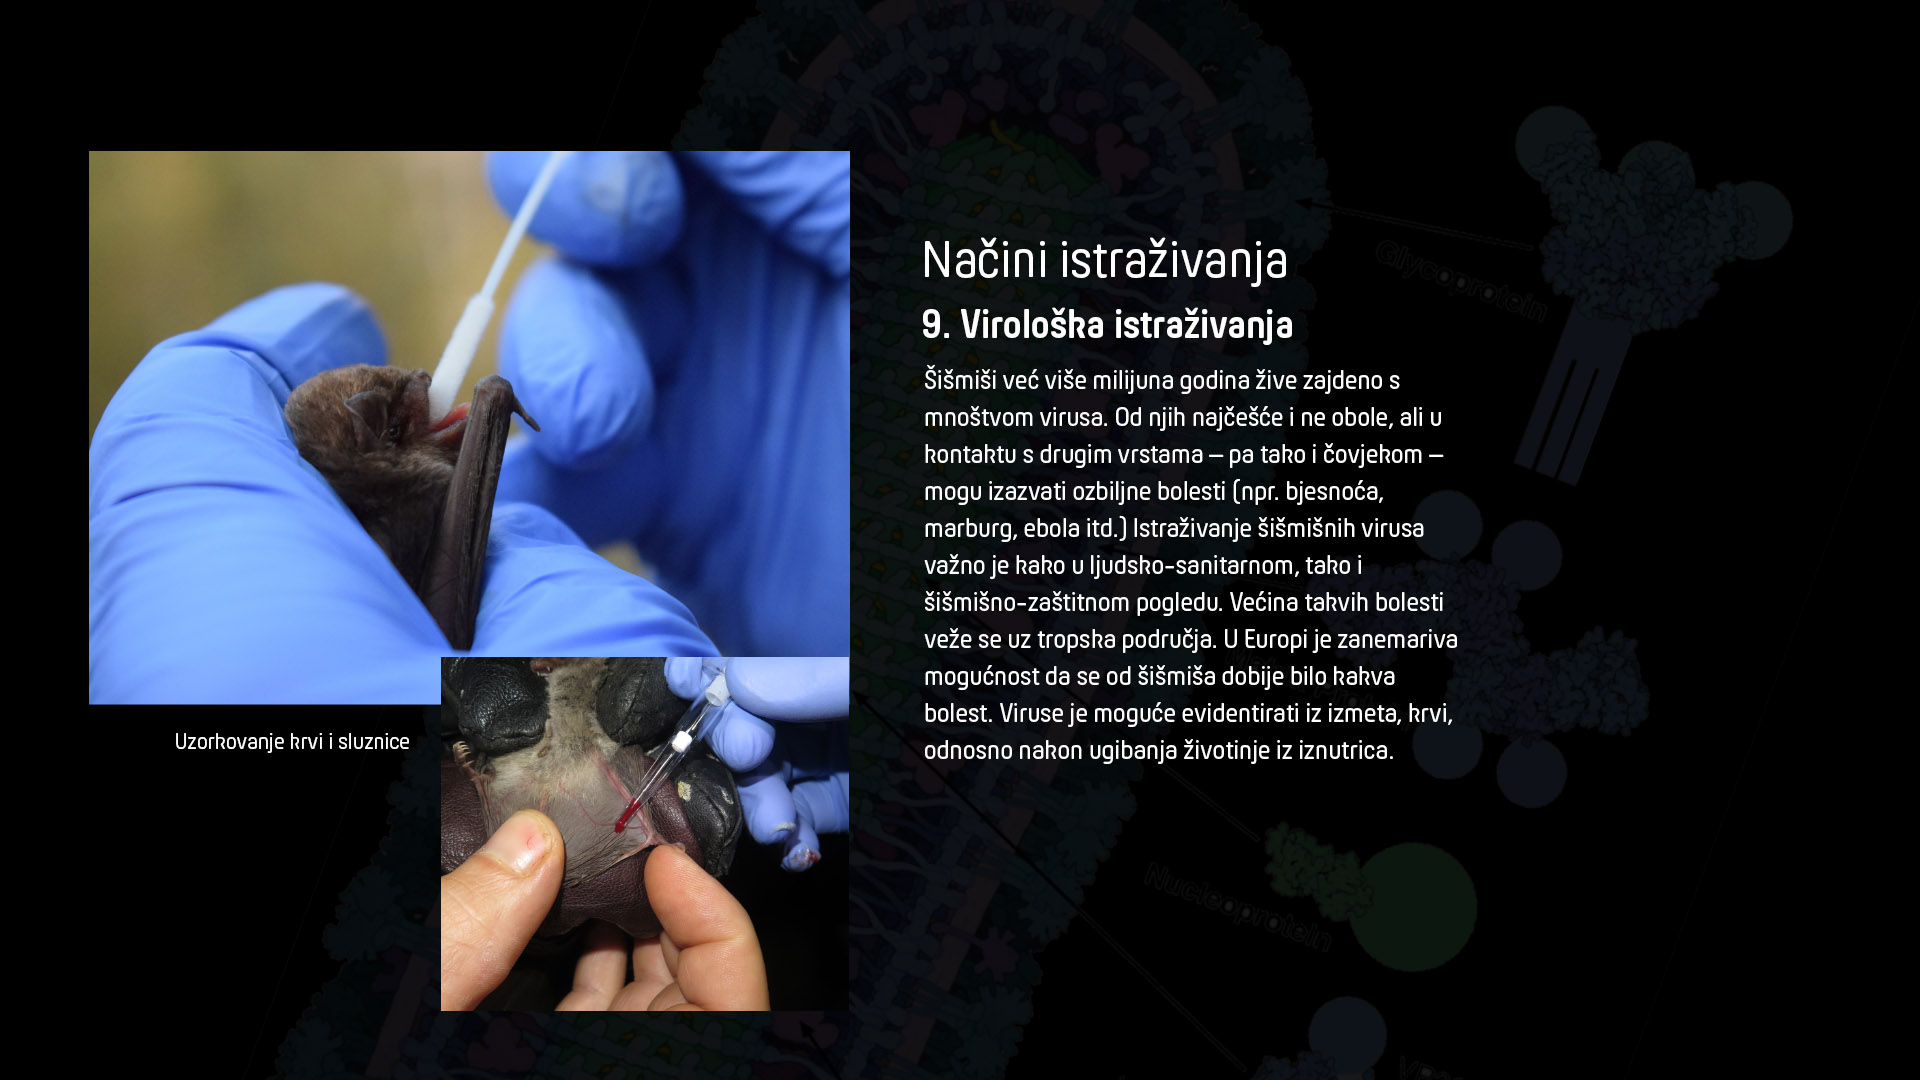 Načini istraživanja
9. Virološka istraživanja
Šišmiši već više milijuna godina žive zajdeno s
mnoštvom virusa. Od njih najčešće i ne obole, ali u
kontaktu s drugim vrstama – pa tako i čovjekom –
mogu izazvati ozbiljne bolesti (npr. bjesnoća,
marburg, ebola itd.) Istraživanje šišmišnih virusa
važno je kako u ljudsko-sanitarnom, tako i
šišmišno-zaštitnom pogledu. Većina takvih bolesti
veže se uz tropska područja. U Europi je zanemariva
mogućnost da se od šišmiša dobije bilo kakva
bolest. Viruse je moguće evidentirati iz izmeta, krvi,
odnosno nakon ugibanja životinje iz iznutrica.
Uzorkovanje krvi i sluznice
Glycoprotein
Nucleoprotein